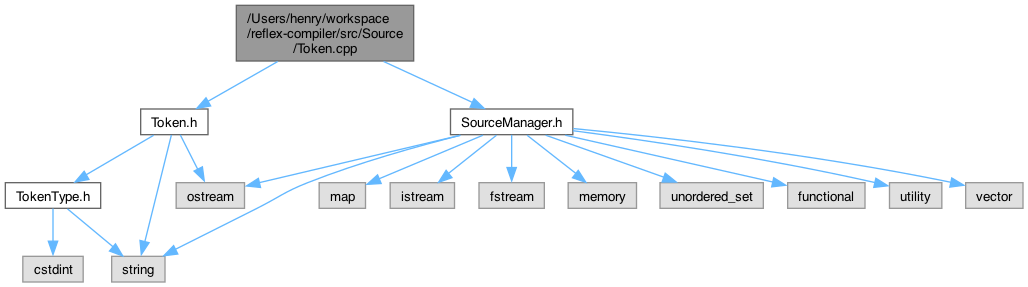 /Users/henry/workspace
/reflex-compiler/src/Source
/Token.cpp
Token.h
SourceManager.h
TokenType.h
ostream
map
istream
fstream
memory
unordered_set
functional
utility
vector
cstdint
string